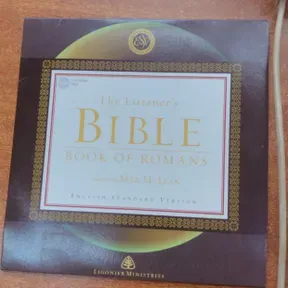 The Listener's
BIBLE
BOOK OF ROMANS
Max McLean
ENGLISH STANDARD VERSION
LIGONIER MINISTRIES